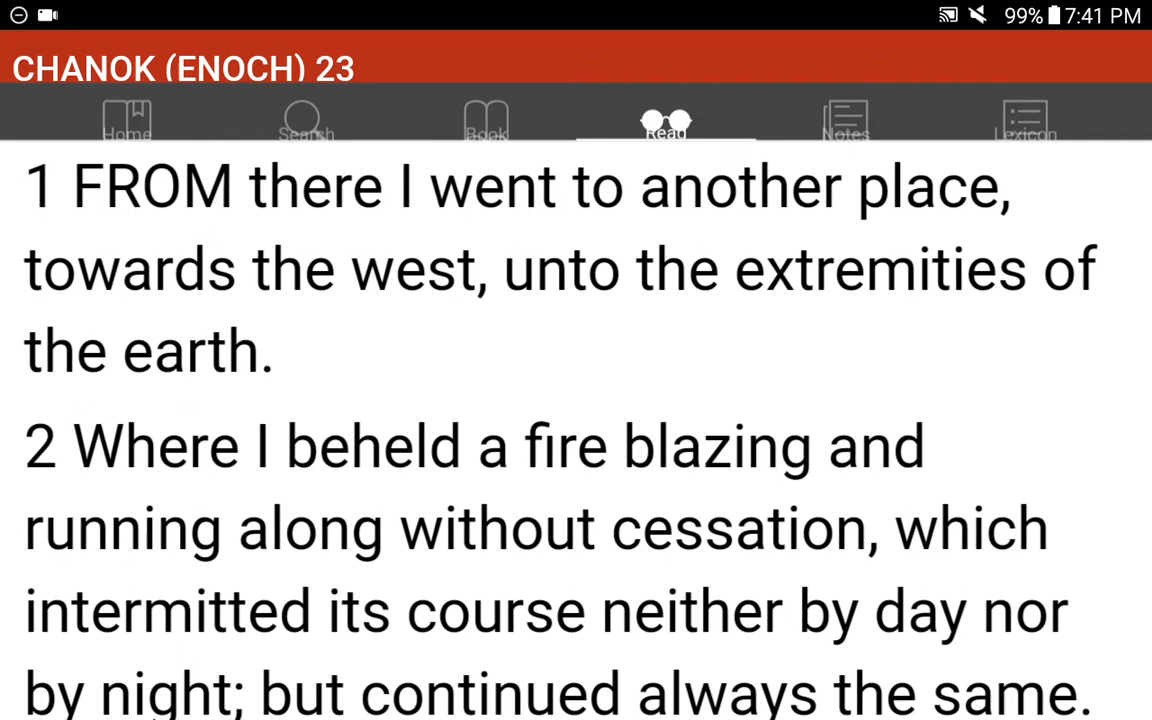 99% 7:41 PM
CHANOK (ENOCH) 23
Home Search Book Read Notes Lexicon
1 FROM there I went to another place,
towards the west, unto the extremities of
the earth.
2 Where I beheld a fire blazing and
running along without cessation, which
intermitted its course neither by day nor
by night; but continued always the same.